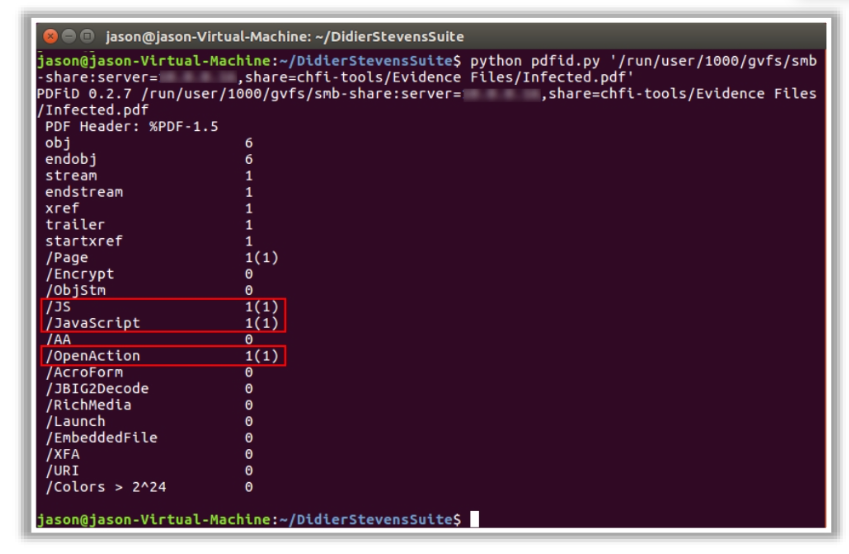 jason@jason-Virtual-Machine: ~/DidierStevensSuite
jason@jason-Virtual-Machine:~/DidierStevensSuite$ python pdfid.py '/run/user/1000/gvfs/smb
-share:server= ,share=chfi-tools/Evidence Files/Infected.pdf'
PDFiD 0.2.7 /run/user/1000/gvfs/smb-share:server= ,share=chfi-tools/Evidence Files
/Infected.pdf
PDF Header: %PDF-1.5
obj 6
endobj 6
stream 1
endstream 1
xref 1
trailer 1
startxref 1
/Page 1(1)
/Encrypt 0
/ObjStm 0
/JS 1(1)
/JavaScript 1(1)
/AA 0
/OpenAction 1(1)
/AcroForm 0
/JBIG2Decode 0
/RichMedia 0
/Launch 0
/EmbeddedFile 0
/XFA 0
/URI 0
/Colors > 2^24 0
jason@jason-Virtual-Machine:~/DidierStevensSuite$